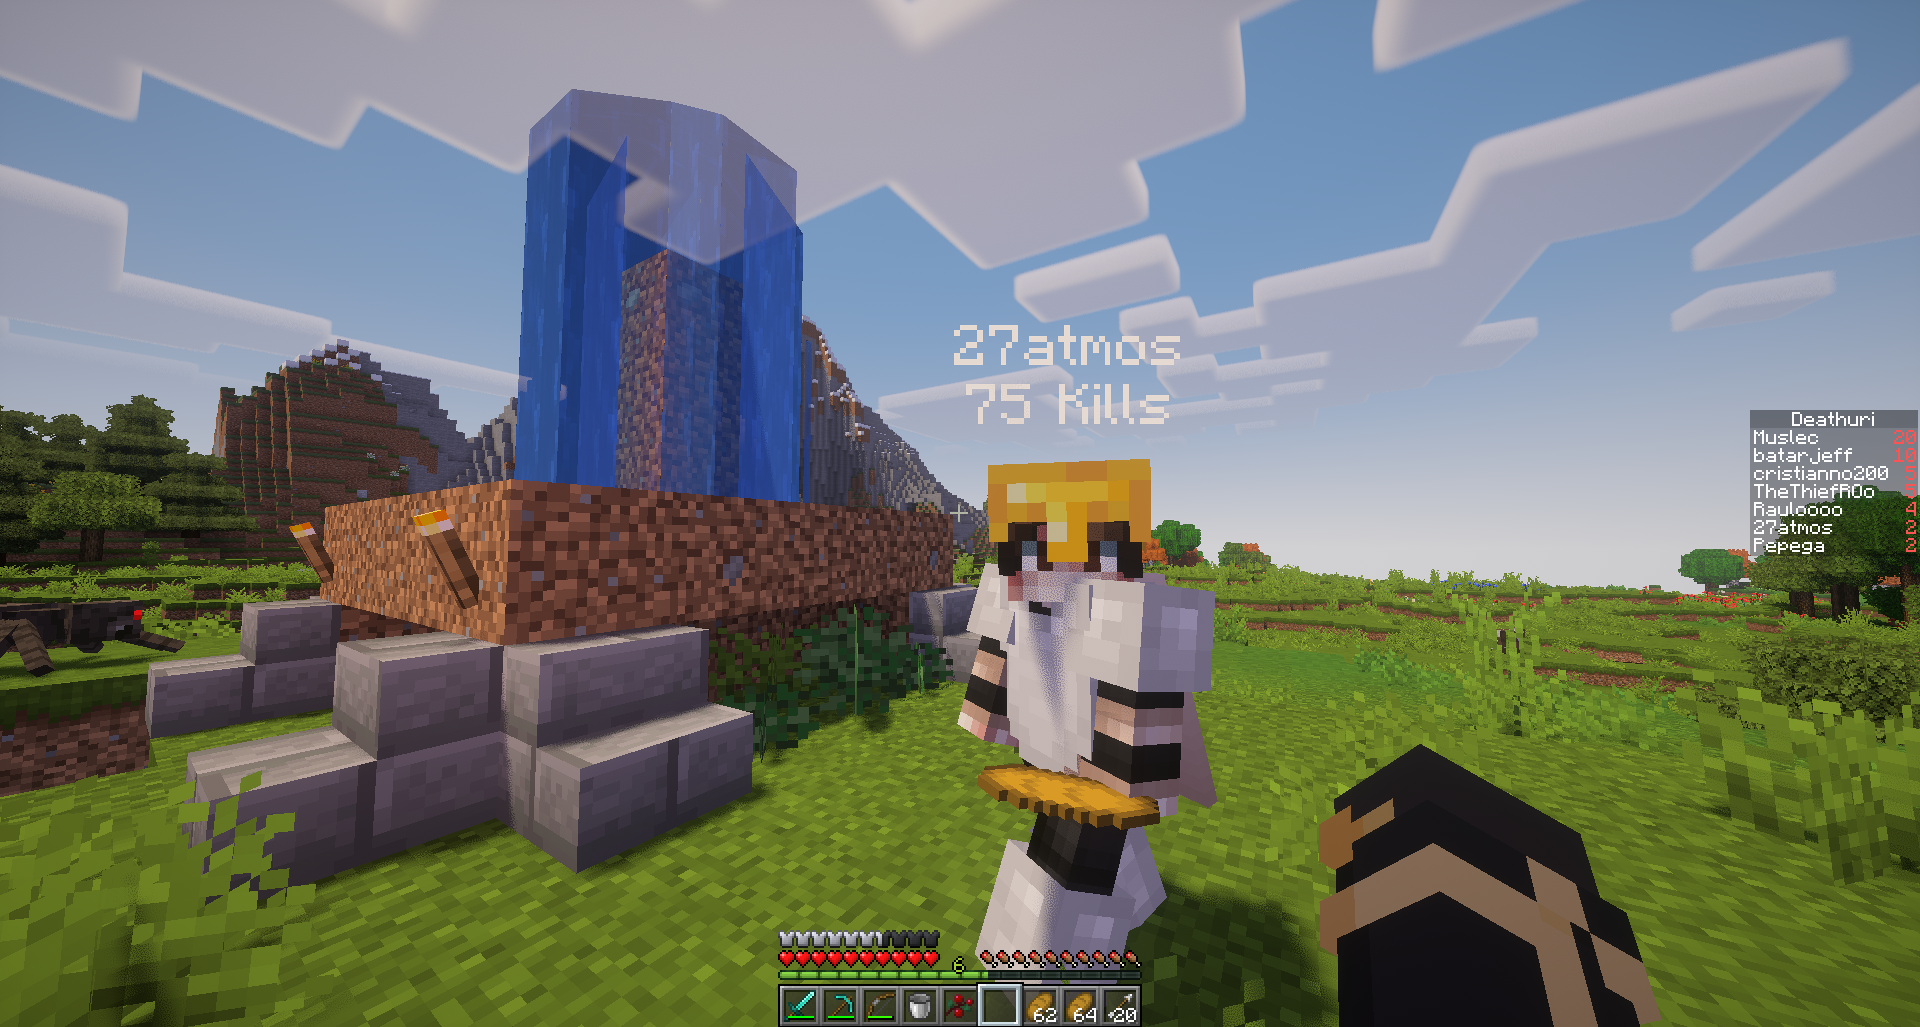 27atmos
75 Kills
Deathuri
Muslec 20
batarjeff 10
cristianno200 5
TheThiefR0o 5
Rauloooo 4
27atmos 2
Pepega 2
6
62 64 20